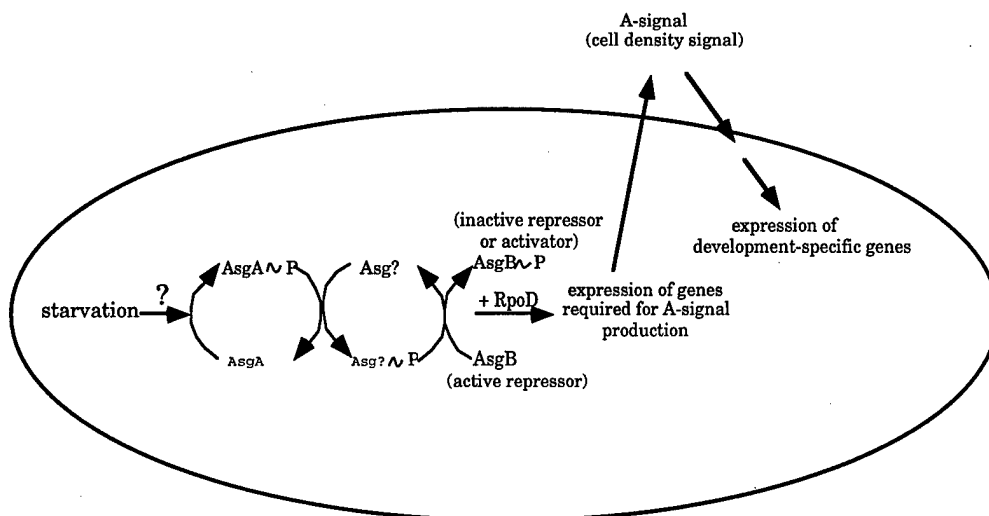 A-signal
(cell density signal)
expression of
development-specific genes
(inactive repressor
or activator)
AsgA ~ P
Asg?
AsgB~P
starvation
?
+ RpoD
expression of genes
required for A-signal
production
AsgA
Asg? ~ P
AsgB
(active repressor)